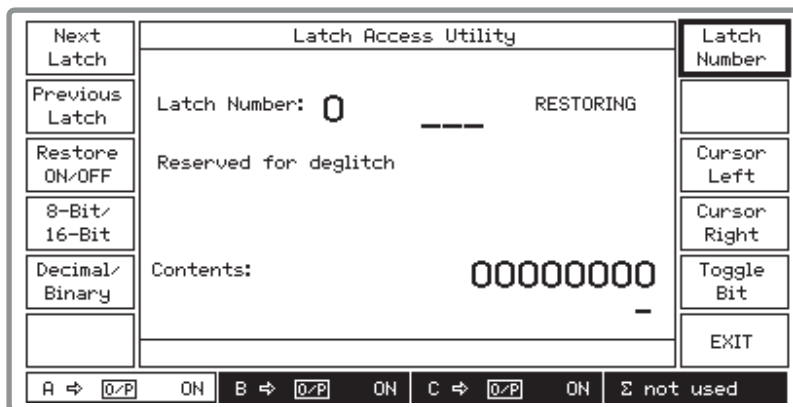 Next
Latch
Latch Access Utility
Latch
Number
Previous
Latch
Latch Number: 0 ___ RESTORING
Restore
ON/OFF
Reserved for deglitch
Cursor
Left
8-Bit/
16-Bit
Cursor
Right
Decimal/
Binary
Contents: 00000000
Toggle
Bit
EXIT
A ⇨ O/P ON B ⇨ O/P ON C ⇨ O/P ON Σ not used